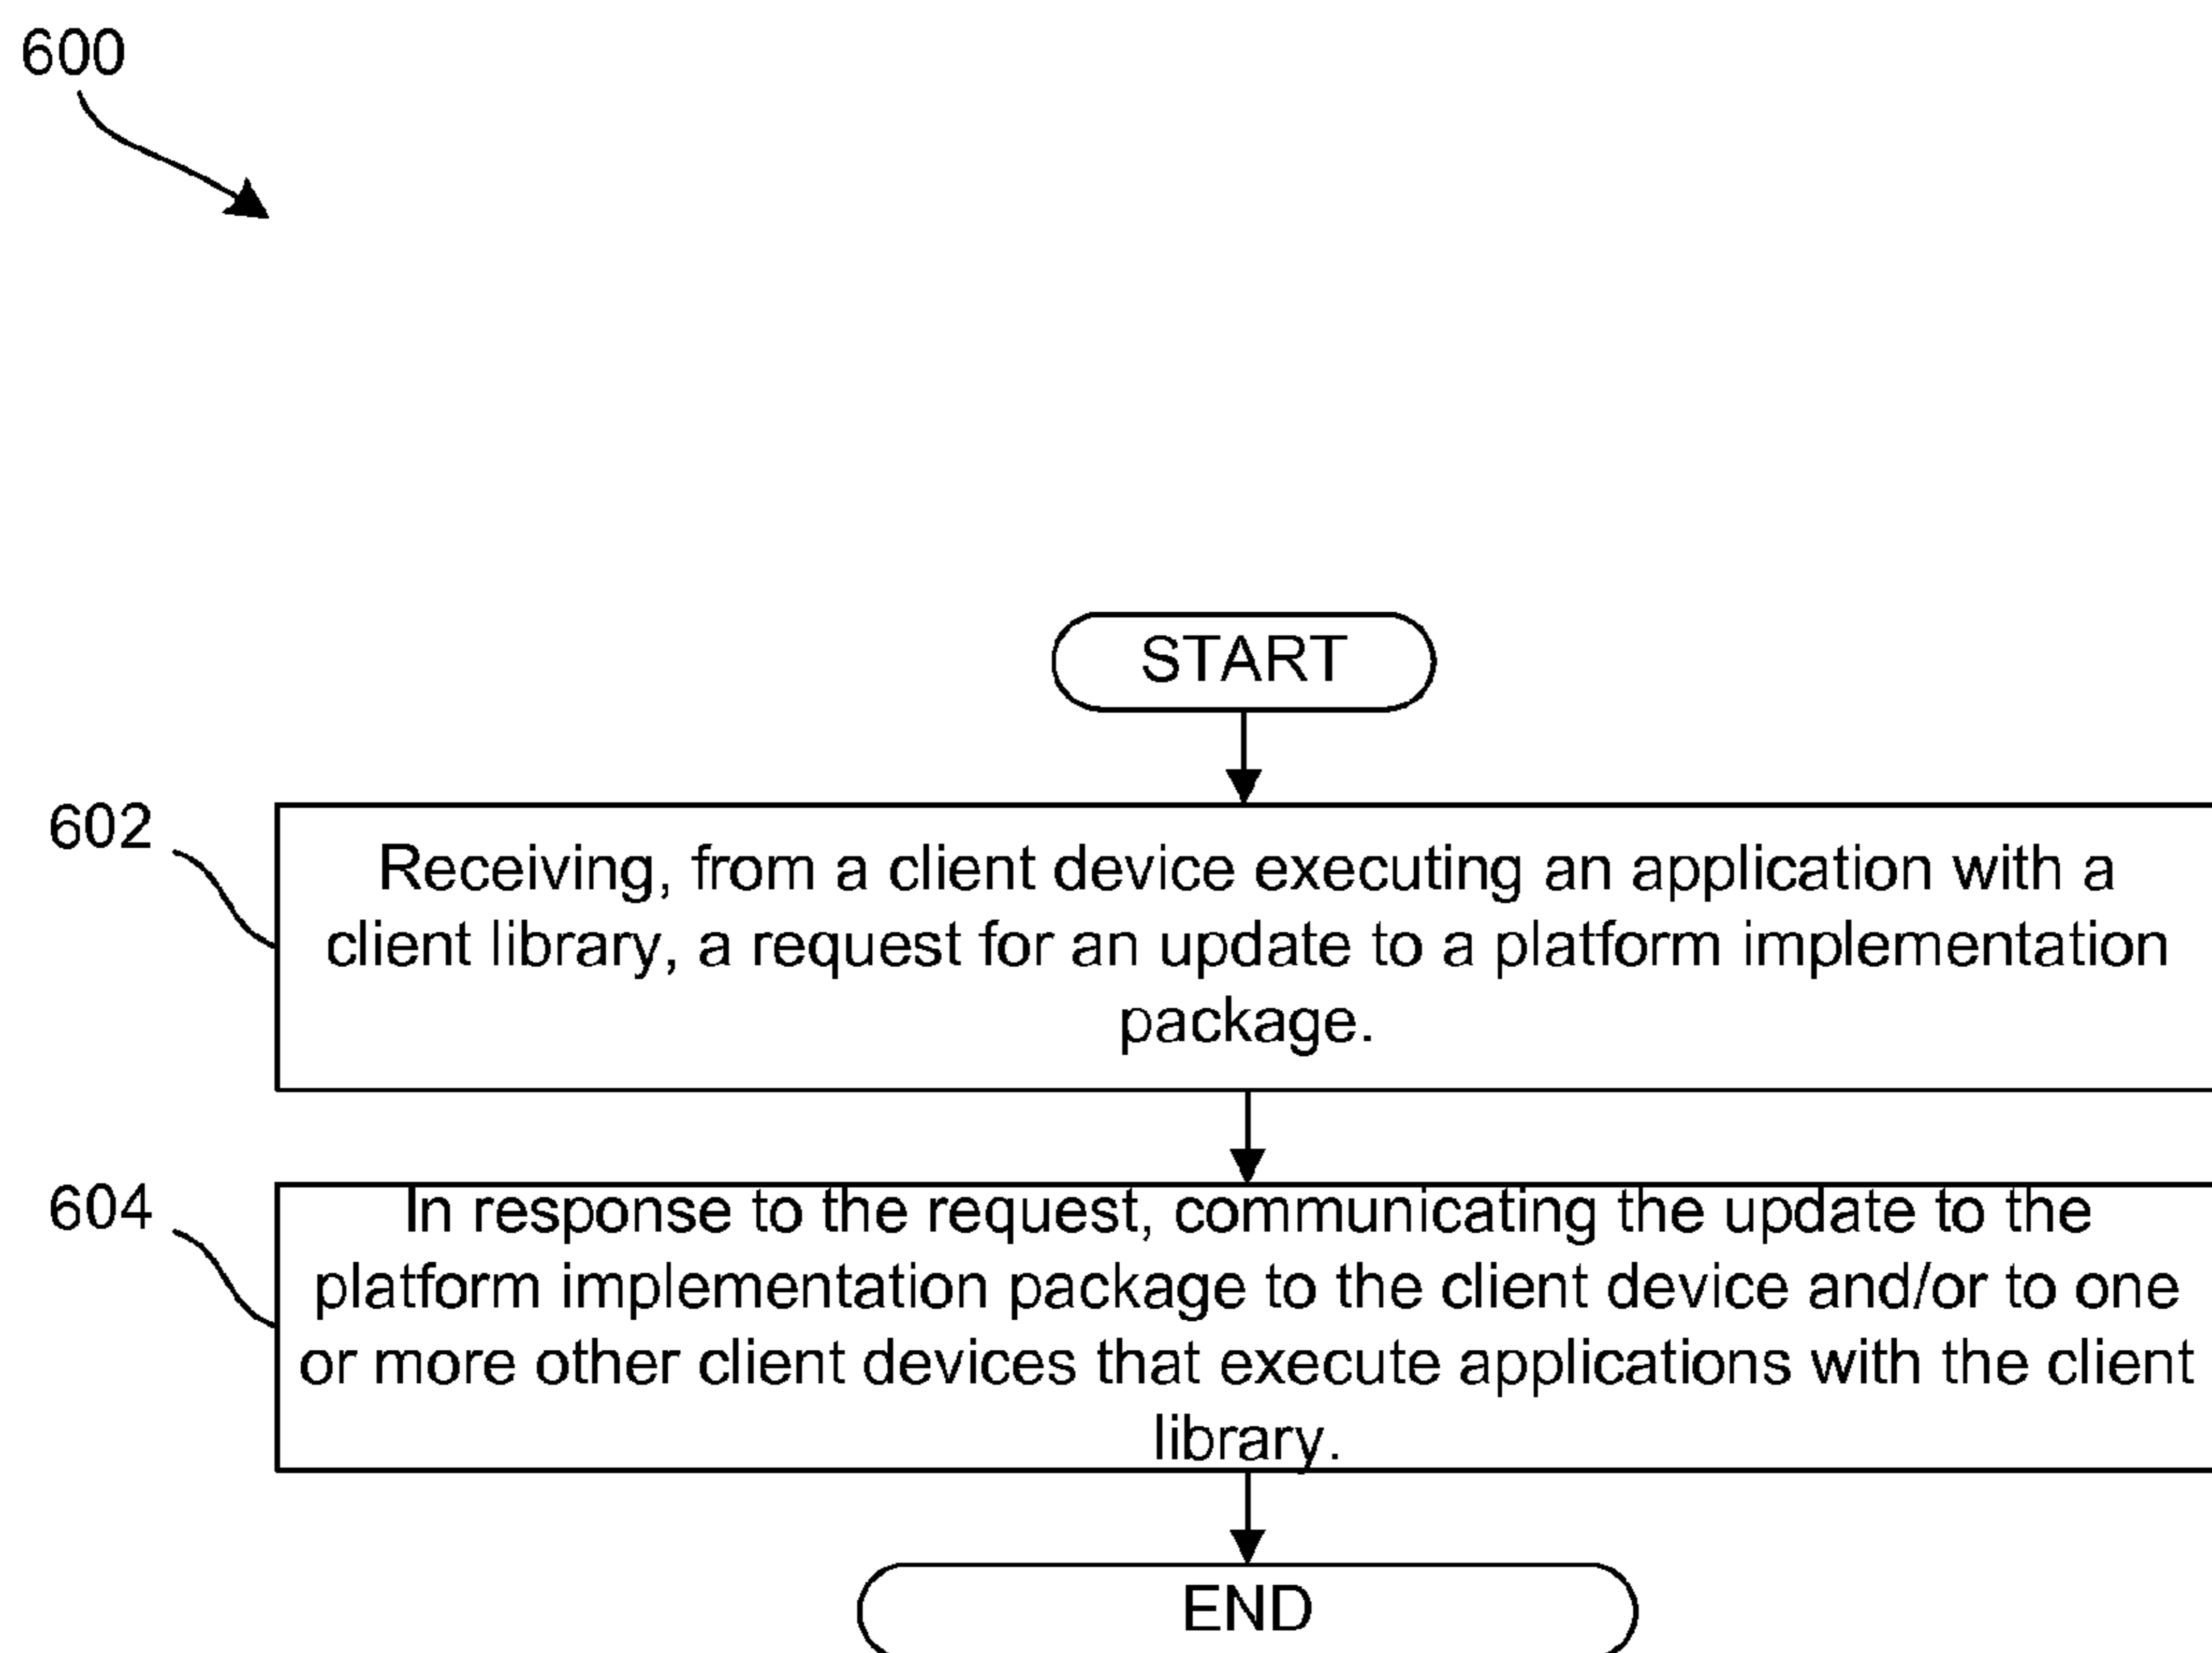 600
START
602
Receiving, from a client device executing an application with a
client library, a request for an update to a platform implementation
package.
604
In response to the request, communicating the update to the
platform implementation package to the client device and/or to one
or more other client devices that execute applications with the client
library.
END